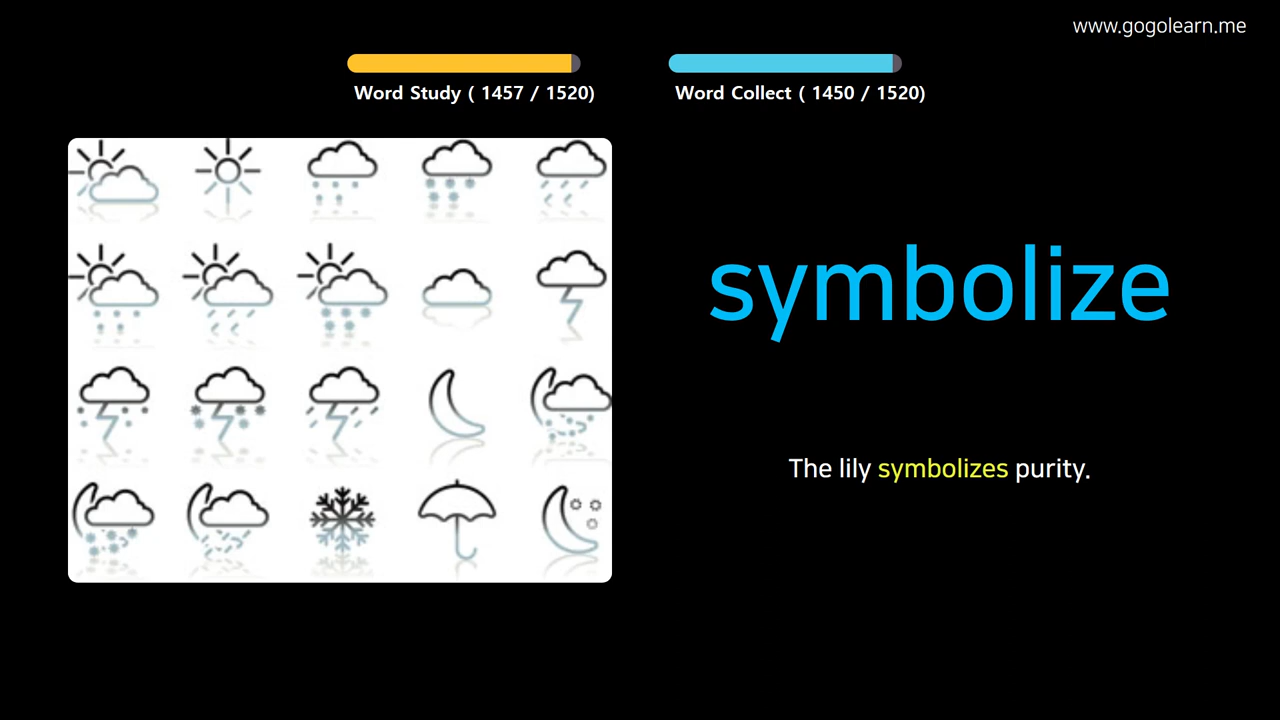 www.gogolearn.me
Word Study ( 1457 / 1520)
Word Collect ( 1450 / 1520)
symbolize
The lily symbolizes purity.